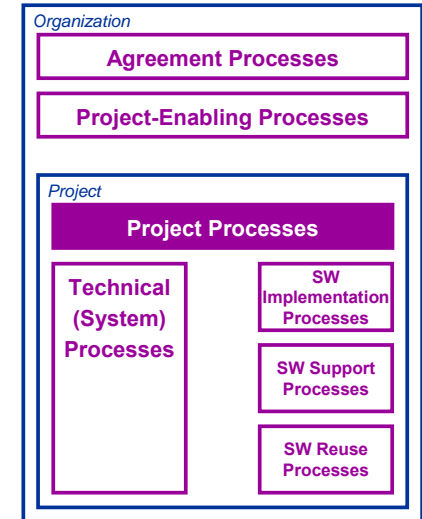 Organization
Agreement Processes
Project-Enabling Processes
Project
Project Processes
Technical
(System)
Processes
SW
Implementation
Processes
SW Support
Processes
SW Reuse
Processes